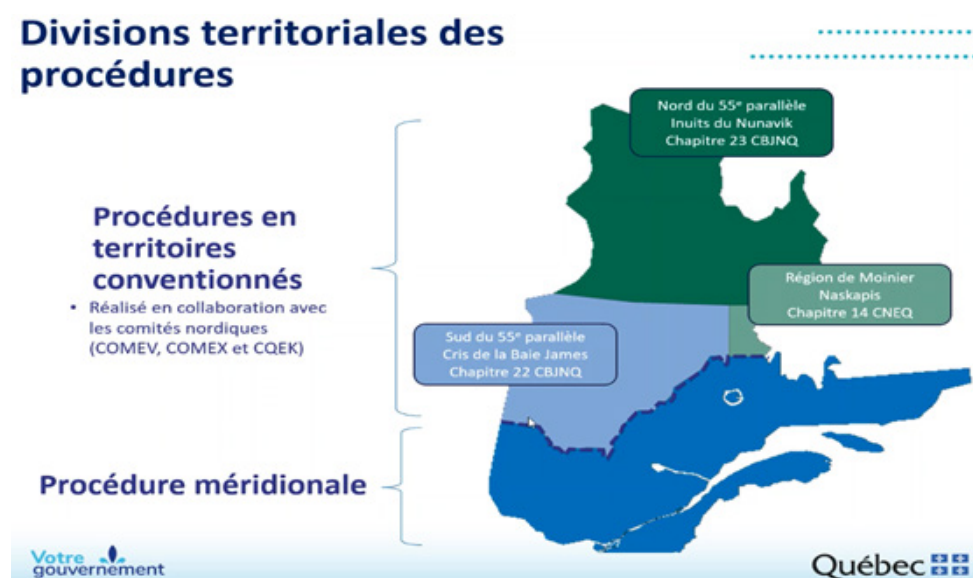 Divisions territoriales des
procédures
Nord du 55e parallèle
Inuits du Nunavik
Chapitre 23 CBJNQ
Procédures en
territoires
conventionnés
• Réalisé en collaboration avec
les comités nordiques
(COMEV, COMEX et CQEK)
Région de Moinier
Naskapis
Chapitre 14 CNEQ
Sud du 55e parallèle
Cris de la Baie James
Chapitre 22 CBJNQ
Procédure méridionale
Votre
gouvernement
Québec